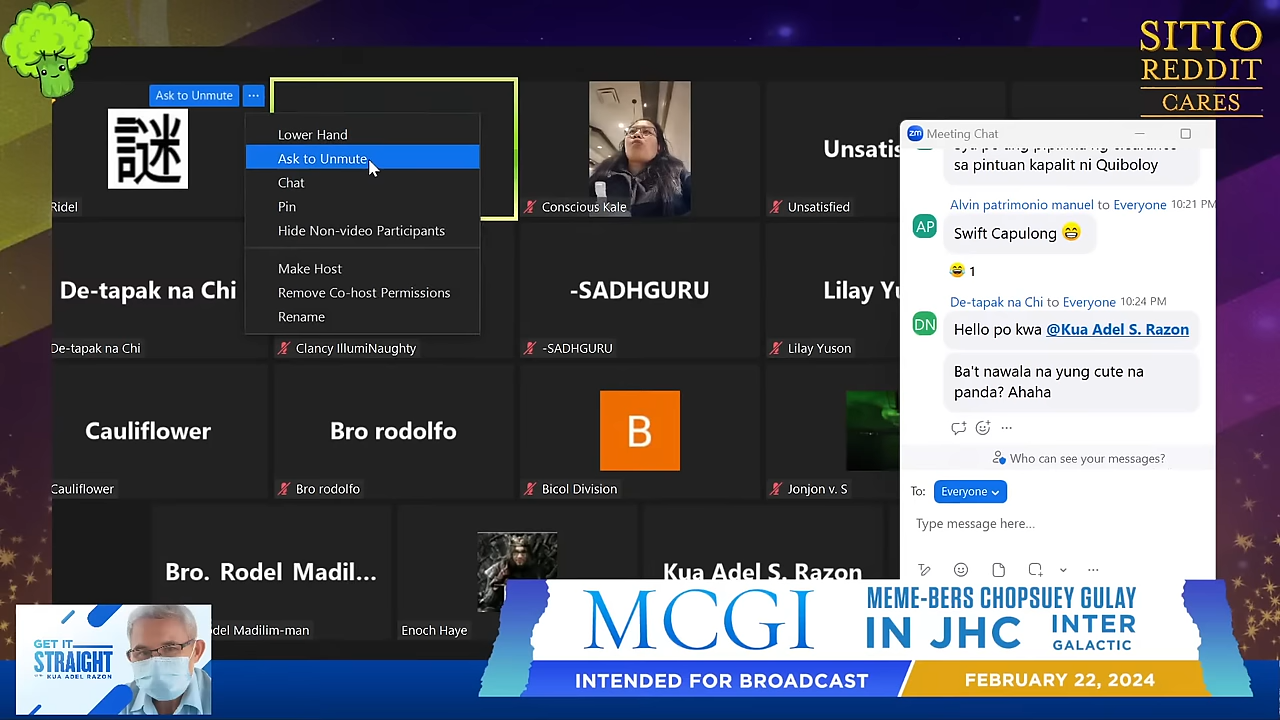 SITIO
REDDIT
CARES
Ask to Unmute
謎
Ridel
Lower Hand
Ask to Unmute
Chat
Pin
Hide Non-video Participants
Make Host
Remove Co-host Permissions
Rename
Conscious Kale
Unsatis
Unsatisfied
De-tapak na Chi
De-tapak na Chi
Clancy IllumiNaughty
-SADHGURU
-SADHGURU
Lilay Yu
Lilay Yuson
Cauliflower
Cauliflower
Bro rodolfo
Bro rodolfo
B
Bicol Division
Jonjon v. S
Bro. Rodel Madil...
del Madilim-man
Enoch Haye
Kua Adel S. Razon
zm Meeting Chat
sa pintuan kapalit ni Quiboloy
Alvin patrimonio manuel to Everyone 10:21 PM
AP
Swift Capulong 😄
😅 1
De-tapak na Chi to Everyone 10:24 PM
DN
Hello po kwa @Kua Adel S. Razon
Ba't nawala na yung cute na
panda? Ahaha
Who can see your messages?
To: Everyone
Type message here...
GET IT
STRAIGHT
KUA ADEL RAZON
MCGI
MEME-BERS CHOPSUEY GULAY
IN JHC INTER
GALACTIC
INTENDED FOR BROADCAST
FEBRUARY 22, 2024